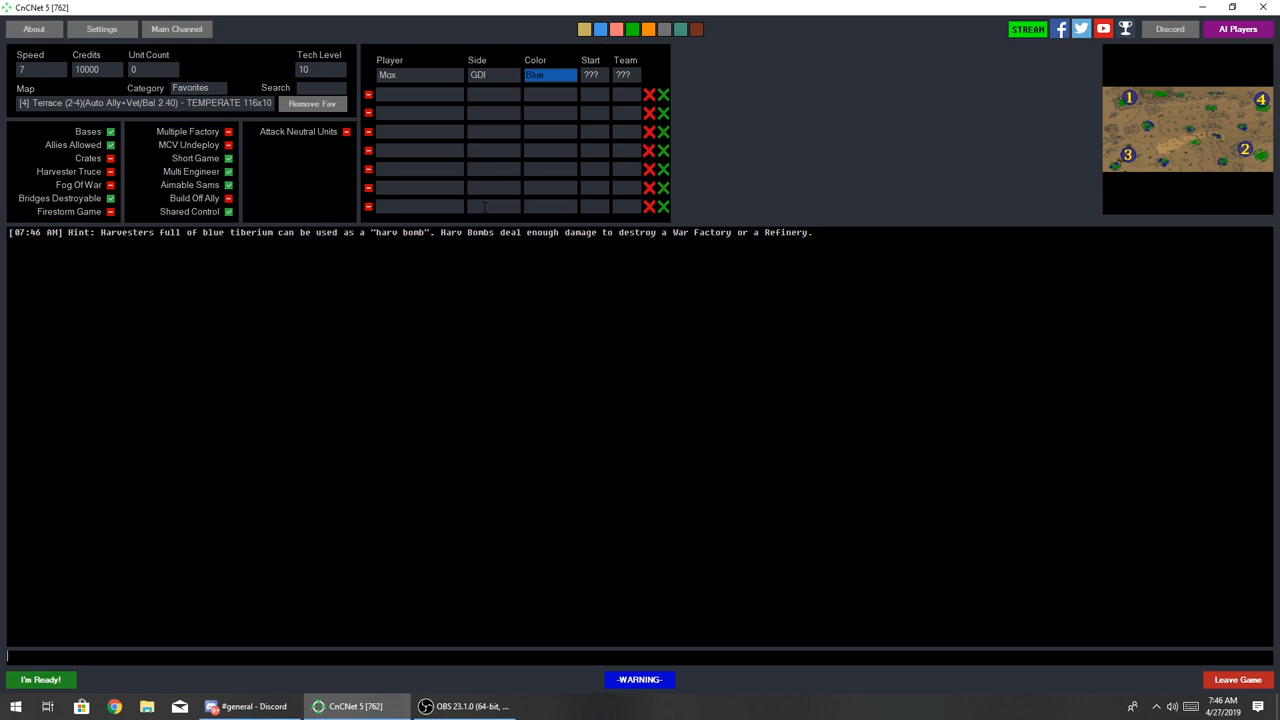 CnCNet 5 [762]
About
Settings
Main Channel
STREAM
Discord
AI Players
Speed
Credits
Unit Count
Tech Level
7
10000
0
10
Map
Category
Favorites
Search
[4] Terrace (2-4)(Auto Ally+Vet/Bal 2.40) - TEMPERATE 116x10
Remove Fav
Player
Side
Color
Start
Team
Max
GDI
Blue
???
???
Bases
Allies Allowed
Crates
Harvester Truce
Fog Of War
Bridges Destroyable
Firestorm Game
Multiple Factory
MCV Undeploy
Short Game
Multi Engineer
Aimable Sams
Build Off Ally
Shared Control
Attack Neutral Units
1
4
3
2
[07:46 AM] Hint: Harvesters full of blue tiberium can be used as a "harv bomb". Harv Bombs deal enough damage to destroy a War Factory or a Refinery.
I'm Ready!
-WARNING-
Leave Game
#general - Discord
CnCNet 5 [762]
OBS 23.1.0 (64-bit, ...
7:46 AM
4/27/2019